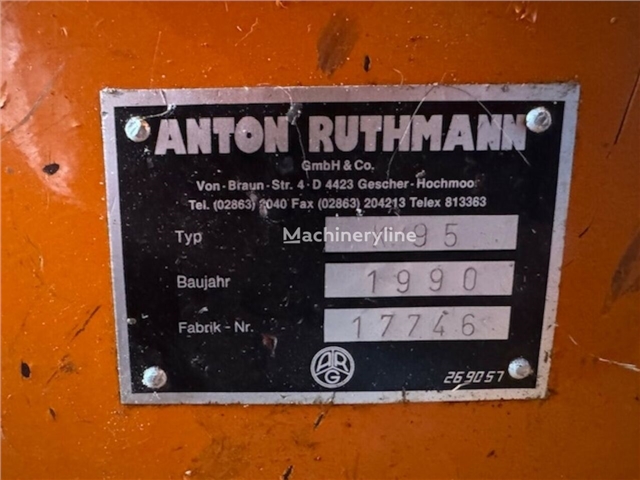 ANTON RUTHMANN
GmbH & Co.
Von-Braun-Str. 4 · D 4423 Gescher-Hochmoor
Tel. (02863) 2040 Fax (02863) 204213 Telex 813363
Typ 95
Machineryline
Baujahr 1990
Fabrik-Nr. 17746
ARG
269057